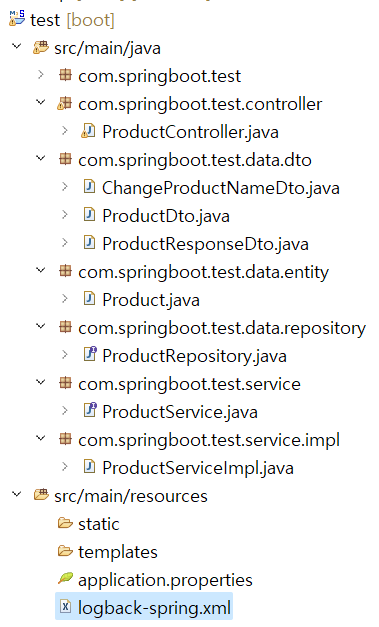 test [boot]
src/main/java
com.springboot.test
com.springboot.test.controller
ProductController.java
com.springboot.test.data.dto
ChangeProductNameDto.java
ProductDto.java
ProductResponseDto.java
com.springboot.test.data.entity
Product.java
com.springboot.test.data.repository
ProductRepository.java
com.springboot.test.service
ProductService.java
com.springboot.test.service.impl
ProductServiceImpl.java
src/main/resources
static
templates
application.properties
logback-spring.xml